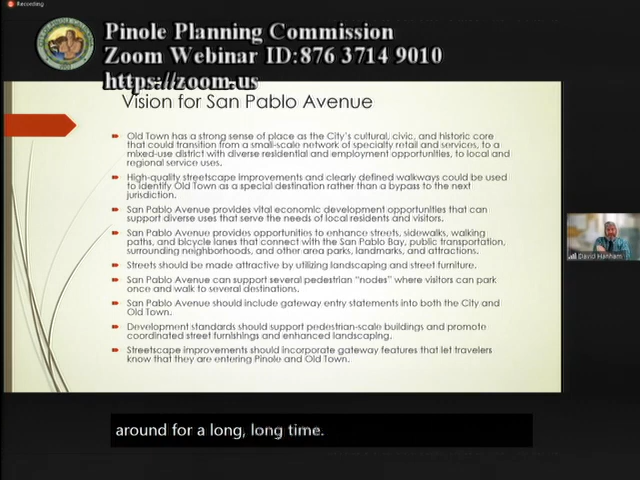 Recording
Pinole Planning Commission
Zoom Webinar ID:876 3714 9010
https://zoom.us
Vision for San Pablo Avenue
Old Town has a strong sense of place as the City's cultural, civic, and historic core
that could transition from a small-scale network of specialty retail and services, to a
mixed-use district with diverse residential and employment opportunities, to local and
regional service uses.
High-quality streetscape improvements and clearly defined walkways could be used
to identify Old Town as a special destination rather than a bypass to the next
jurisdiction.
San Pablo Avenue provides vital economic development opportunities that can
support diverse uses that serve the needs of local residents and visitors.
San Pablo Avenue provides opportunities to enhance streets, sidewalks, walking
paths, and bicycle lanes that connect with the San Pablo Bay, public transportation,
surrounding neighborhoods, and other area parks, landmarks, and attractions.
Streets should be made attractive by utilizing landscaping and street furniture.
San Pablo Avenue can support several pedestrian "nodes" where visitors can park
once and walk to several destinations.
San Pablo Avenue should include gateway entry statements into both the City and
Old Town.
Development standards should support pedestrian-scale buildings and promote
coordinated street furnishings and enhanced landscaping.
Streetscape improvements should incorporate gateway features that let travelers
know that they are entering Pinole and Old Town.
David Hanham
around for a long, long time.